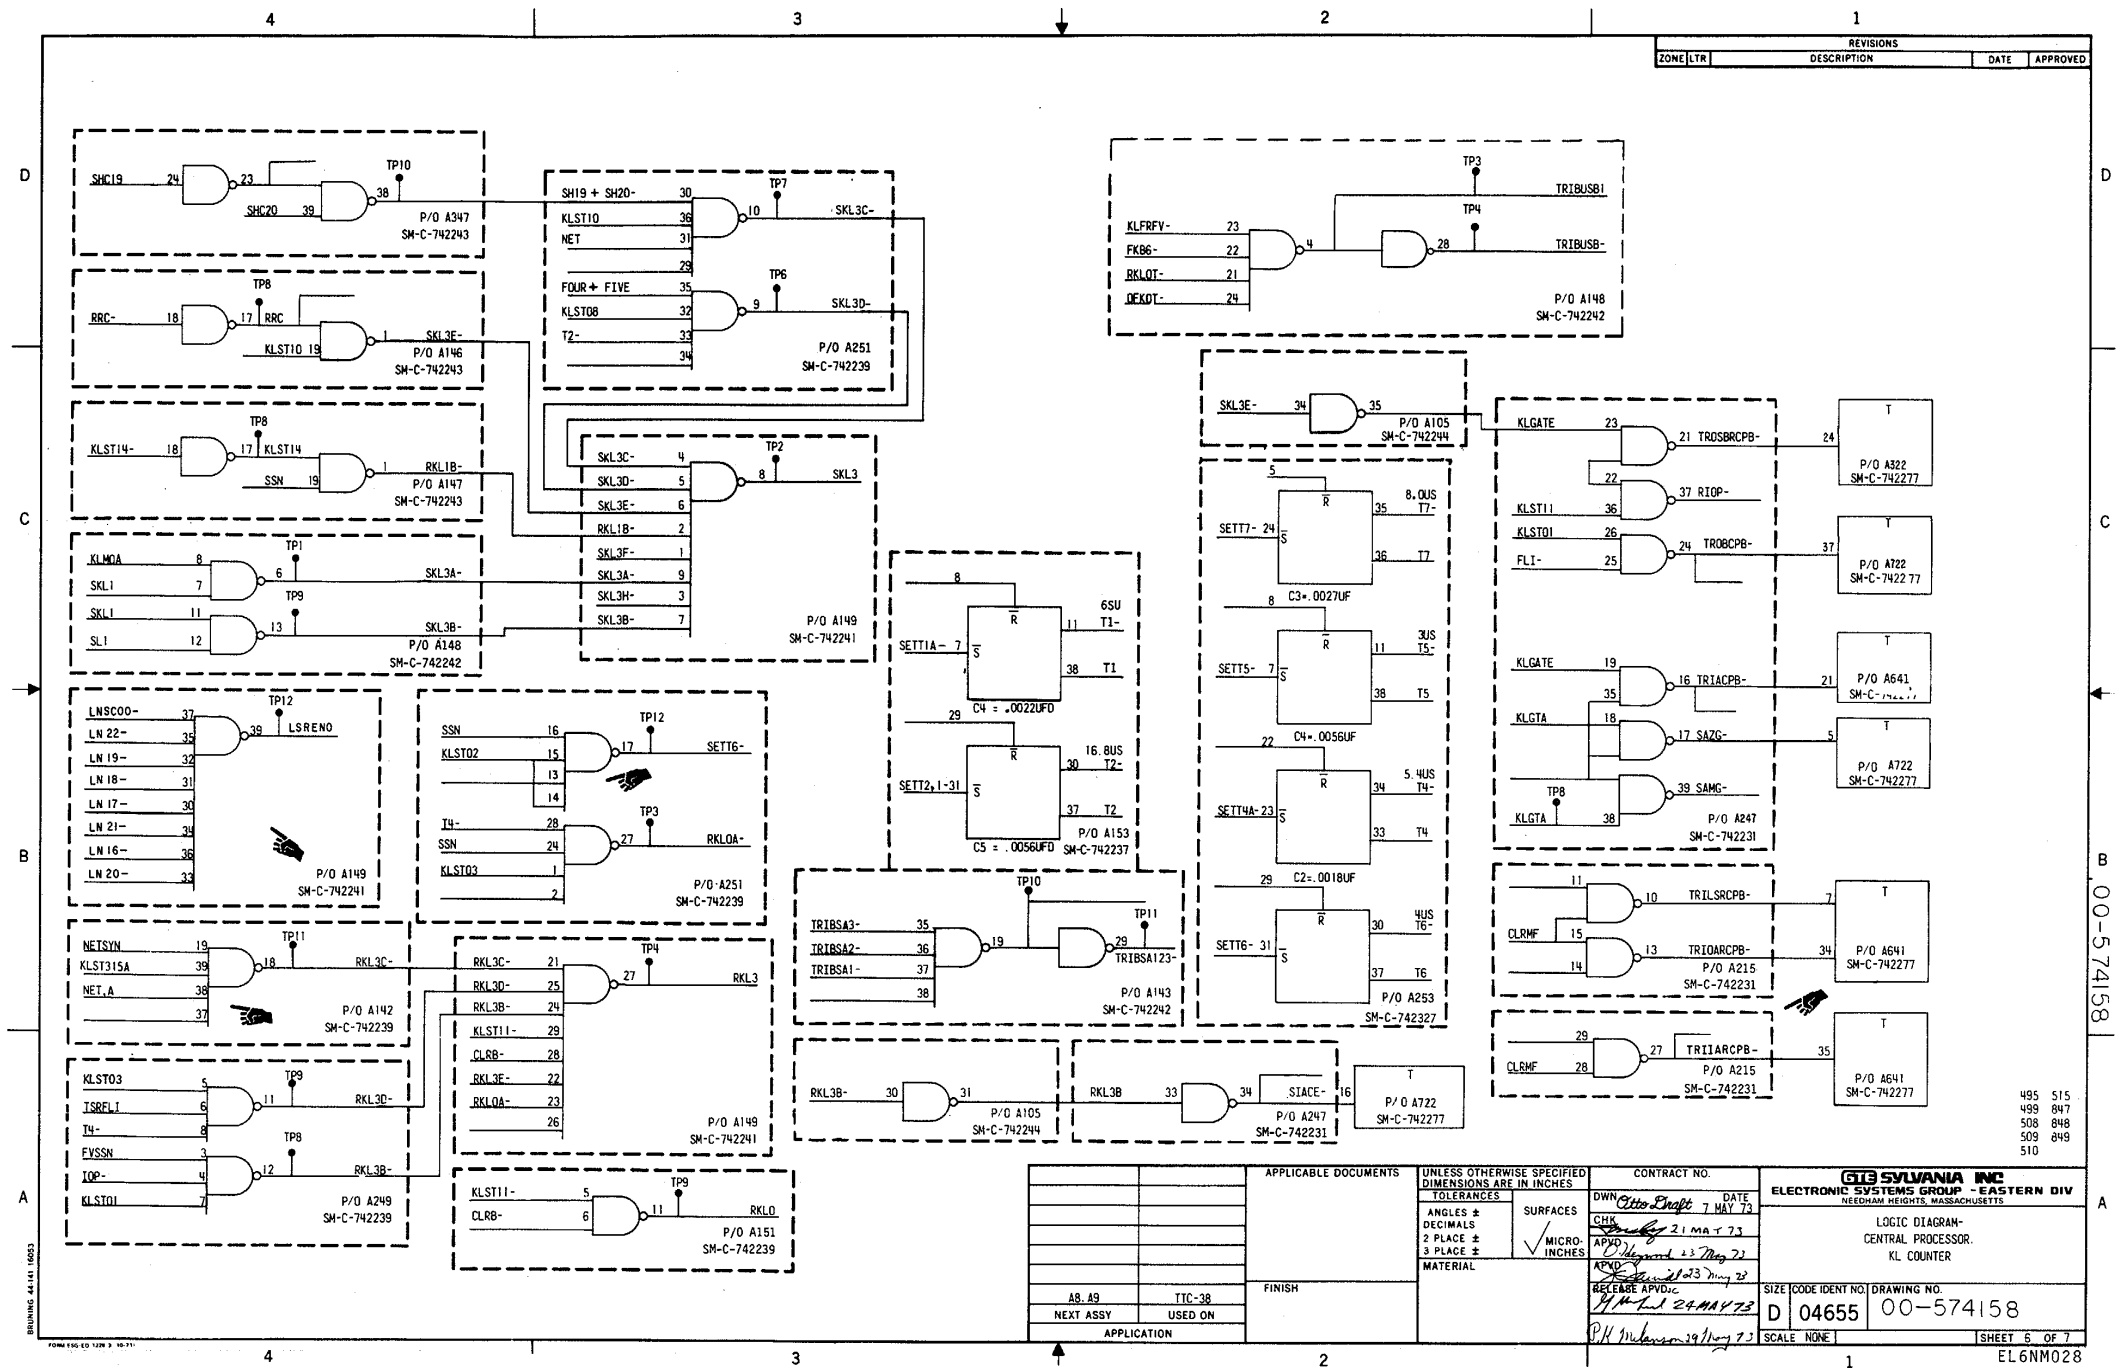 4 3 2 1
REVISIONS
ZONE LTR DESCRIPTION DATE APPROVED
D
SHC19 24 23
SHC20 39 38
TP10
P/O A347
SM-C-742243
RRC- 18 17 RRC
TP8
KLST10 19 1 SKL3E-
P/O A146
SM-C-742243
KLST14- 18 17 KLST14
TP8
SSN 19 1 RKL1B-
P/O A147
SM-C-742243
KLMOA 8
SKL1 7
6 TP1 SKL3A-
SKL1 11
SL1 12
13 TP9 SKL3B-
P/O A148
SM-C-742242
SH19 + SH20- 30
KLST10 36
NET 31
29
10 TP7 SKL3C-
FOUR + FIVE 35
KLST08 32
T2- 33
34
9 TP6 SKL3D-
P/O A251
SM-C-742239
SKL3C- 4
SKL3D- 5
SKL3E- 6
RKL1B- 2
SKL3F- 1
SKL3A- 9
SKL3H- 3
SKL3B- 7
TP2
8 SKL3
P/O A149
SM-C-742241
KLFRFV- 23
FKB6- 22
RKLOT- 21
OFKOT- 24
4
28
TP3 TRIBUSB1
TP4 TRIBUSB-
P/O A148
SM-C-742242
SKL3E- 34 35
P/O A105
SM-C-742244
KLGATE 23
21 TROSBRCPB- 24
22
37 RIOP-
KLST11 36
KLST01 26
FLI- 25
24 TROBCPB- 37
KLGATE 19
35
16 TRIACPB- 21
KLGTA 18
17 SAZG- 5
TP8
KLGTA 38
39 SAMG-
P/O A247
SM-C-742231
T
P/O A322
SM-C-742277
T
P/O A722
SM-C-742277
T
P/O A641
T
P/O A722
SM-C-742277
5 R
SETT7- 24 S
8.0US
35 T7-
36 T7
C3=.0027UF
8 R
SETT5- 7 S
3US
11 T5-
38 T5
C4=.0056UF
22 R
SETT4A- 23 S
5.4US
34 T4-
33 T4
C2=.0018UF
29 R
SETT6- 31 S
4US
30 T6-
37 T6
P/O A253
SM-C-742327
8 R
SETT1A- 7 S
6SU
11 T1-
38 T1
C4 = .0022UFD
29 R
SETT2,1-31 S
16.8US
30 T2-
37 T2
P/O A153
C5 = .0056UFD SM-C-742237
LNSC00- 37
LN 22- 35
LN 19- 32
LN 18- 31
LN 17- 30
LN 21- 34
LN 16- 36
LN 20- 33
TP12
39 LSRENO
P/O A149
SM-C-742241
SSN 16
KLST02 15
13
14
TP12
17 SETT6-
T4- 28
SSN 24
KLST03 1
2
TP3
27 RKLOA-
P/O A251
SM-C-742239
NETSYN 19
KLST315A 39
NET,A 38
37
TP11
18 RKL3C-
P/O A142
SM-C-742239
KLST03 5
TSRFLI 6
T4- 8
TP9
11 RKL3D-
FVSSN 3
IOP- 4
KLST01 7
TP8
12 RKL3B-
P/O A249
SM-C-742239
RKL3C- 21
RKL3D- 25
RKL3B- 24
KLST11- 29
CLRB- 28
RKL3E- 22
RKLOA- 23
26
TP4
27 RKL3
P/O A149
SM-C-742241
KLST11- 5
CLRB- 6
TP9
11 RKLO
P/O A151
SM-C-742239
TRIBSA3- 35
TRIBSA2- 36
TRIBSA1- 37
38
TP10
19
TP11
29 TRIBSA123-
P/O A143
SM-C-742242
RKL3B- 30 31
P/O A105
SM-C-742244
RKL3B 33 34 SIACE- 16
P/O A247
SM-C-742231
T
P/O A722
SM-C-742277
11
10 TRILSRCPB- 7
CLRMF 15
14
13 TRIOARCPB- 34
P/O A215
SM-C-742231
T
P/O A641
SM-C-742277
29
CLRMF 28
27 TRIIARCPB- 35
P/O A215
SM-C-742231
T
P/O A641
SM-C-742277
C
B
00-574158
A
495 515
499 847
508 848
509 849
510
A8. A9 TTC-38
NEXT ASSY USED ON
APPLICATION
APPLICABLE DOCUMENTS
FINISH
UNLESS OTHERWISE SPECIFIED
DIMENSIONS ARE IN INCHES
TOLERANCES
ANGLES ±
DECIMALS
2 PLACE ±
3 PLACE ±
SURFACES
MICRO-
INCHES
MATERIAL
CONTRACT NO.
DWN Otto Draft DATE 7 MAY 73
CHK 21 MAY 73
APVD 23 May 73
APVD 23 May 73
RELEASE APVD 24 MAY 73
P.K. Melanson 29 May 73
GTE SYLVANIA INC
ELECTRONIC SYSTEMS GROUP - EASTERN DIV
NEEDHAM HEIGHTS, MASSACHUSETTS
LOGIC DIAGRAM-
CENTRAL PROCESSOR.
KL COUNTER
SIZE CODE IDENT NO. DRAWING NO.
D 04655 00-574158
SCALE NONE SHEET 6 OF 7
EL6NM028
BRUNING 44-141 16053
4 3 2 1